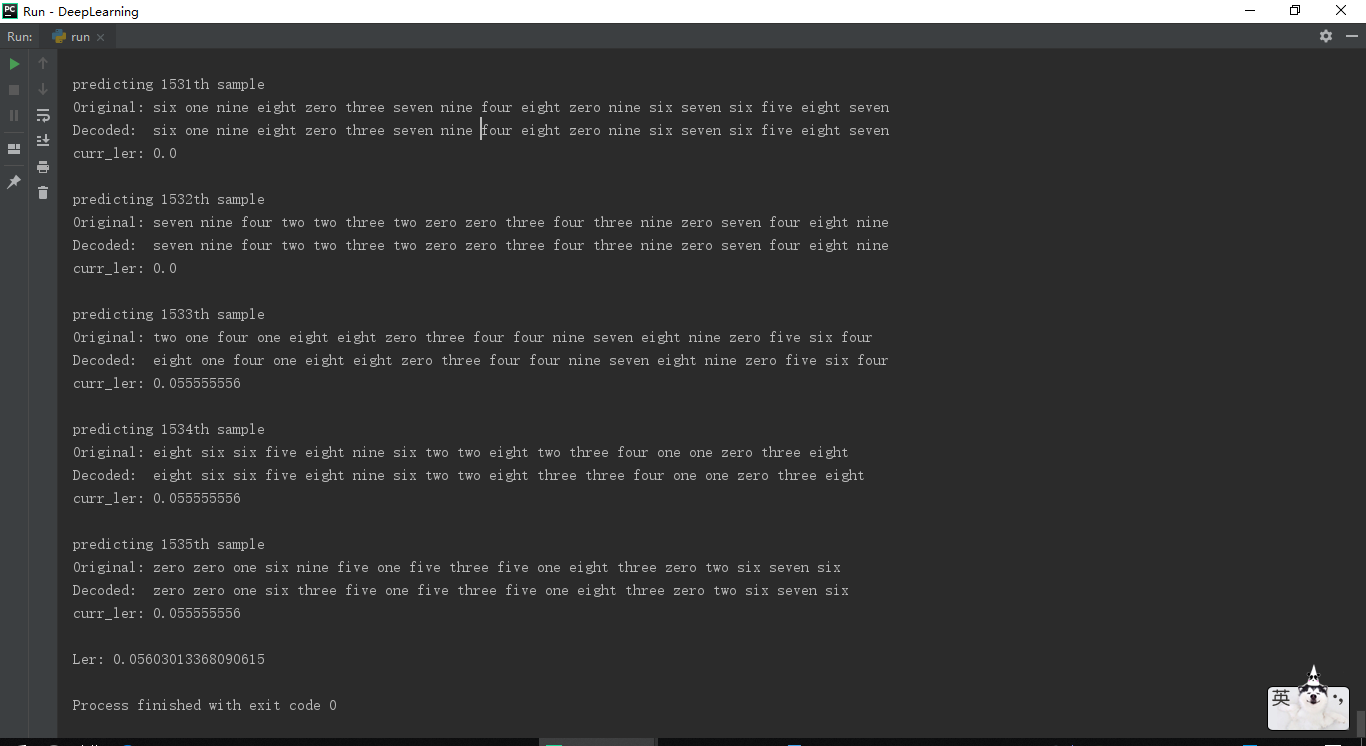 PC Run - DeepLearning
Run: run
predicting 1531th sample
Original: six one nine eight zero three seven nine four eight zero nine six seven six five eight seven
Decoded: six one nine eight zero three seven nine four eight zero nine six seven six five eight seven
curr_ler: 0.0
predicting 1532th sample
Original: seven nine four two two three two zero zero three four three nine zero seven four eight nine
Decoded: seven nine four two two three two zero zero three four three nine zero seven four eight nine
curr_ler: 0.0
predicting 1533th sample
Original: two one four one eight eight zero three four four nine seven eight nine zero five six four
Decoded: eight one four one eight eight zero three four four nine seven eight nine zero five six four
curr_ler: 0.055555556
predicting 1534th sample
Original: eight six six five eight nine six two two eight two three four one one zero three eight
Decoded: eight six six five eight nine six two two eight three three four one one zero three eight
curr_ler: 0.055555556
predicting 1535th sample
Original: zero zero one six nine five one five three five one eight three zero two six seven six
Decoded: zero zero one six three five one five three five one eight three zero two six seven six
curr_ler: 0.055555556
Ler: 0.05603013368090615
Process finished with exit code 0
英